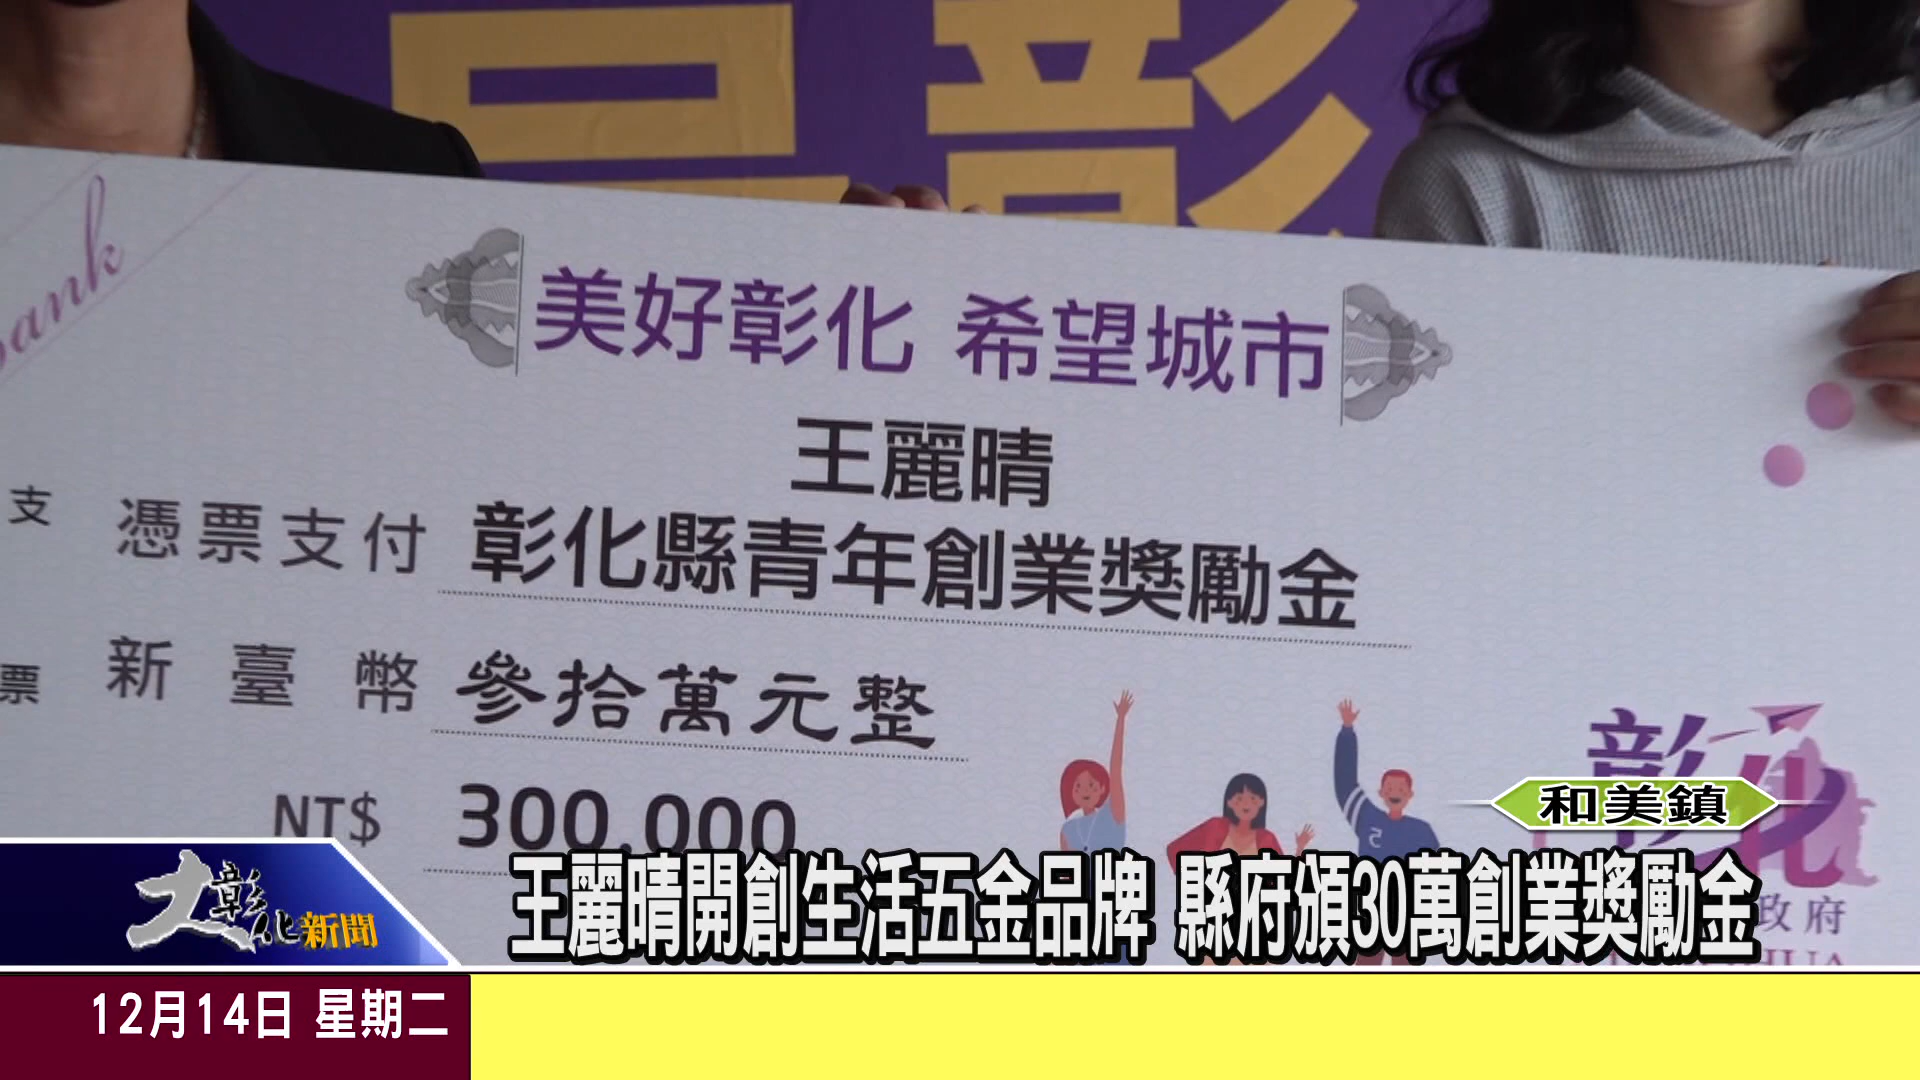 彰
bank
美好彰化 希望城市
王麗晴
支
憑票支付 彰化縣青年創業獎勵金
票
新臺幣 參拾萬元整
NT$ 300,000
彰化
政府
和美鎮
王麗晴開創生活五金品牌 縣府頒30萬創業獎勵金
大彰化新聞
12月14日 星期二